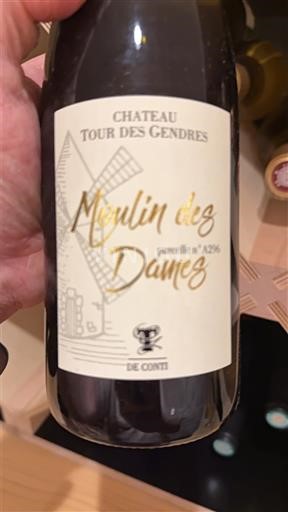 CHATEAU
TOUR DES GENDRES
Moulin des
parcelle n° A296
Dames
DE CONTI